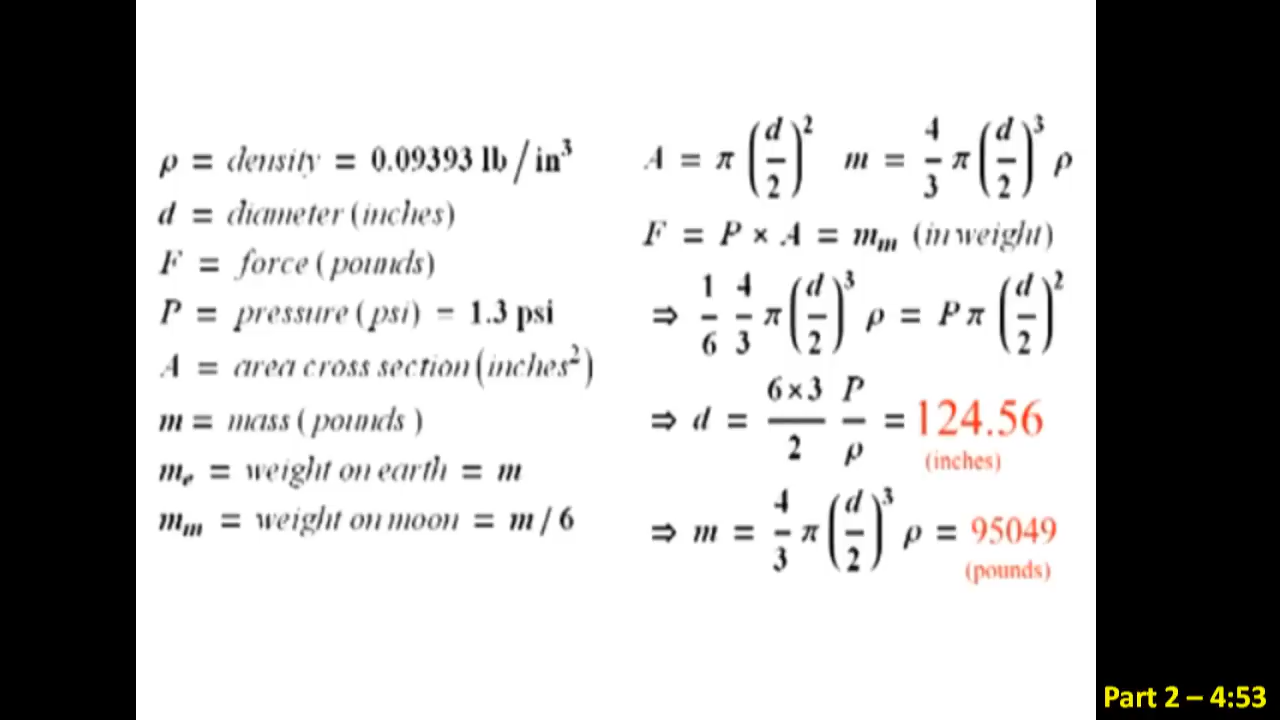 ρ = density = 0.09393 lb/in³
d = diameter (inches)
F = force (pounds)
P = pressure (psi) = 1.3 psi
A = area cross section (inches²)
m = mass (pounds)
mₑ = weight on earth = m
mₘ = weight on moon = m / 6
A = π (d/2)² m = 4/3 π (d/2)³ ρ
F = P × A = mₘ (in weight)
⇒ 1/6 4/3 π (d/2)³ ρ = P π (d/2)²
⇒ d = 6×3/2 P/ρ = 124.56
(inches)
⇒ m = 4/3 π (d/2)³ ρ = 95049
(pounds)
Part 2 – 4:53